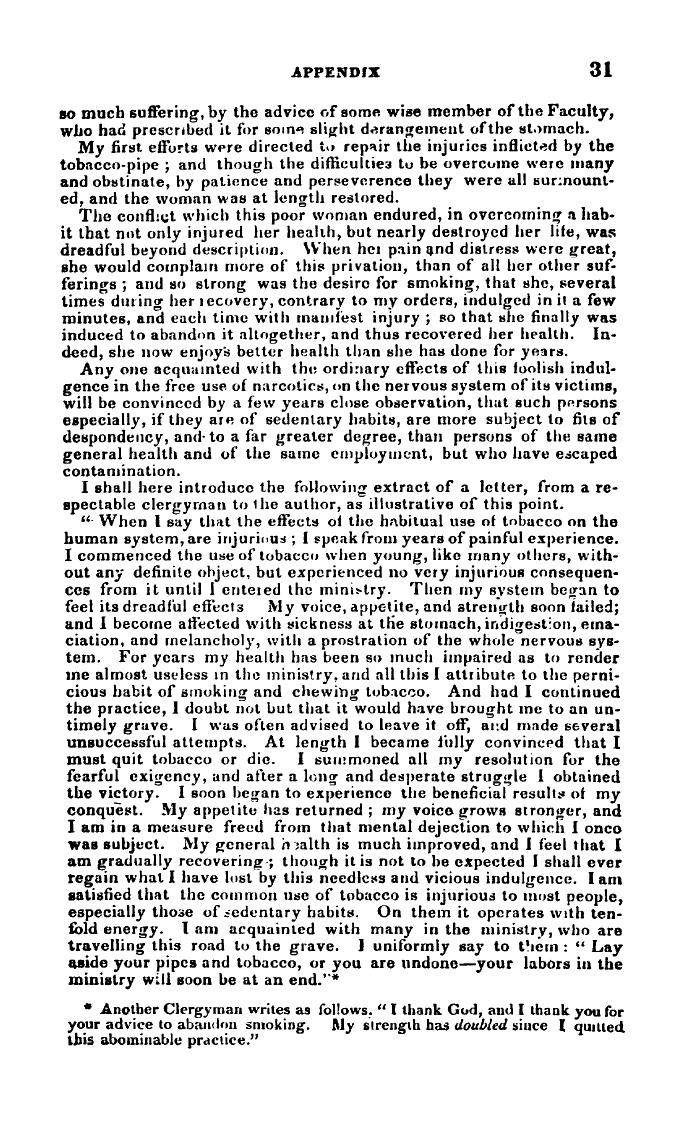 APPENDIX 31
so much suffering, by the advice of some wise member of the Faculty,
who had prescribed it for some slight derangement of the stomach.
My first efforts were directed to repair the injuries inflicted by the
tobacco-pipe ; and though the difficulties to be overcome were many
and obstinate, by patience and perseverence they were all surmount-
ed, and the woman was at length restored.
The conflict which this poor woman endured, in overcoming a hab-
it that not only injured her health, but nearly destroyed her life, was
dreadful beyond description. When her pain and distress were great,
she would complain more of this privation, than of all her other suf-
ferings ; and so strong was the desire for smoking, that she, several
times during her recovery, contrary to my orders, indulged in it a few
minutes, and each time with manifest injury ; so that she finally was
induced to abandon it altogether, and thus recovered her health. In-
deed, she now enjoys better health than she has done for years.
Any one acquainted with the ordinary effects of this foolish indul-
gence in the free use of narcotics, on the nervous system of its victims,
will be convinced by a few years close observation, that such persons
especially, if they are of sedentary habits, are more subject to fits of
despondency, and to a far greater degree, than persons of the same
general health and of the same employment, but who have escaped
contamination.
I shall here introduce the following extract of a letter, from a re-
spectable clergyman to the author, as illustrative of this point.
" When I say that the effects of the habitual use of tobacco on the
human system, are injurious ; I speak from years of painful experience.
I commenced the use of tobacco when young, like many others, with-
out any definite object, but experienced no very injurious consequen-
ces from it until I entered the ministry. Then my system began to
feel its dreadful effects My voice, appetite, and strength soon failed;
and I become affected with sickness at the stomach, indigestion, ema-
ciation, and melancholy, with a prostration of the whole nervous sys-
tem. For years my health has been so much impaired as to render
me almost useless in the ministry, and all this I attribute to the perni-
cious habit of smoking and chewing tobacco. And had I continued
the practice, I doubt not but that it would have brought me to an un-
timely grave. I was often advised to leave it off, and made several
unsuccessful attempts. At length I became fully convinced that I
must quit tobacco or die. I summoned all my resolution for the
fearful exigency, and after a long and desperate struggle I obtained
the victory. I soon began to experience the beneficial results of my
conquest. My appetite has returned ; my voice grows stronger, and
I am in a measure freed from that mental dejection to which I once
was subject. My general health is much improved, and I feel that I
am gradually recovering ; though it is not to be expected I shall ever
regain what I have lost by this needless and vicious indulgence. I am
satisfied that the common use of tobacco is injurious to most people,
especially those of sedentary habits. On them it operates with ten-
fold energy. I am acquainted with many in the ministry, who are
travelling this road to the grave. I uniformly say to them : " Lay
aside your pipes and tobacco, or you are undone—your labors in the
ministry will soon be at an end."*
* Another Clergyman writes as follows. " I thank God, and I thank you for
your advice to abandon smoking. My strength has doubled since I quitted
this abominable practice."